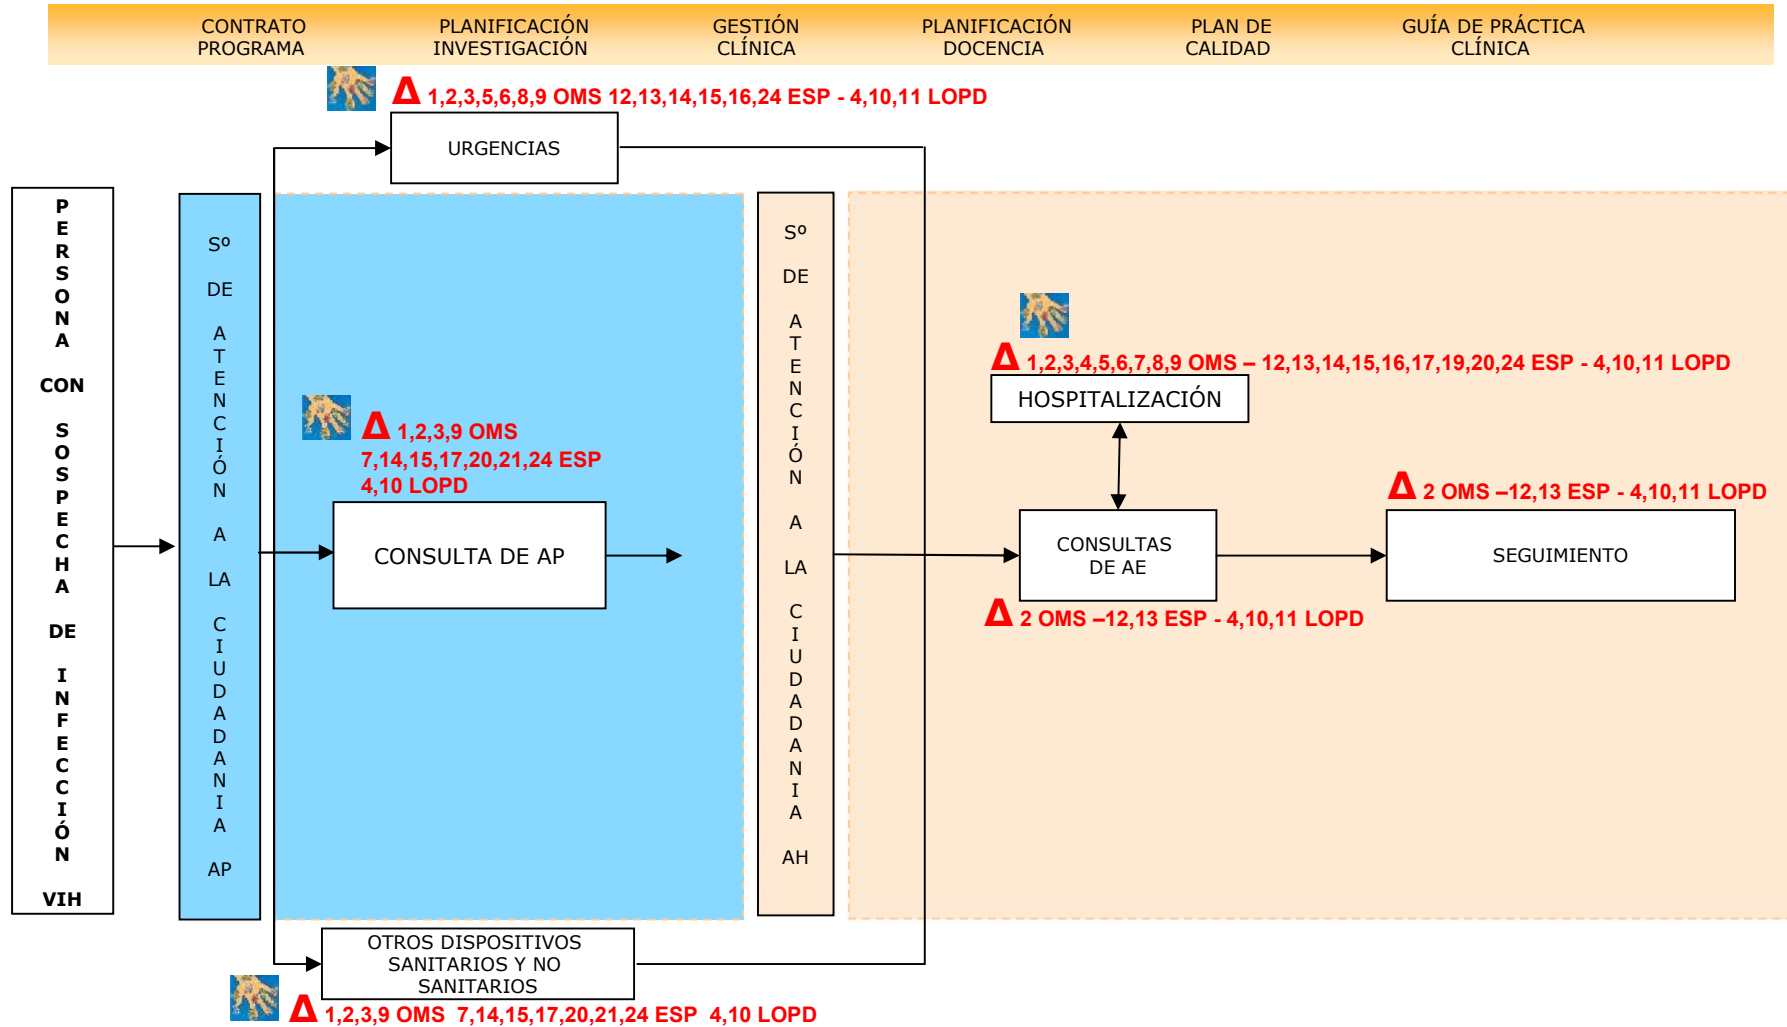 CONTRATO
PROGRAMA
PLANIFICACIÓN
INVESTIGACIÓN
GESTIÓN
CLÍNICA
PLANIFICACIÓN
DOCENCIA
PLAN DE
CALIDAD
GUÍA DE PRÁCTICA
CLÍNICA
Δ 1,2,3,5,6,8,9 OMS 12,13,14,15,16,24 ESP - 4,10,11 LOPD
URGENCIAS
PERSONA
CON
SOSPECHA
DE
INFECCIÓN
VIH
Sº
DE
ATENCIÓN
A
LA
CIUDADANIA
AP
Δ 1,2,3,9 OMS
7,14,15,17,20,21,24 ESP
4,10 LOPD
CONSULTA DE AP
Sº
DE
ATENCIÓN
A
LA
CIUDADANIA
AH
Δ 1,2,3,4,5,6,7,8,9 OMS – 12,13,14,15,16,17,19,20,24 ESP - 4,10,11 LOPD
HOSPITALIZACIÓN
CONSULTAS
DE AE
Δ 2 OMS –12,13 ESP - 4,10,11 LOPD
Δ 2 OMS –12,13 ESP - 4,10,11 LOPD
SEGUIMIENTO
OTROS DISPOSITIVOS
SANITARIOS Y NO
SANITARIOS
Δ 1,2,3,9 OMS 7,14,15,17,20,21,24 ESP 4,10 LOPD